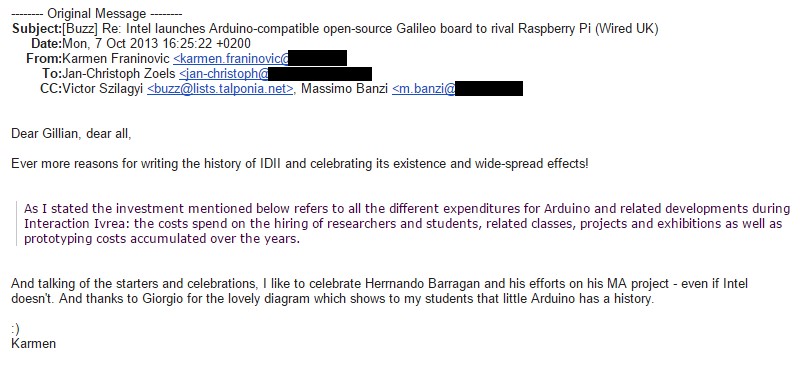 -------- Original Message --------
Subject:[Buzz] Re: Intel launches Arduino-compatible open-source Galileo board to rival Raspberry Pi (Wired UK)
Date:Mon, 7 Oct 2013 16:25:22 +0200
From:Karmen Franinovic <karmen.franinovic@
To:Jan-Christoph Zoels <jan-christoph@
CC:Victor Szilagyi <buzz@lists.talponia.net>, Massimo Banzi <m.banzi@
Dear Gillian, dear all,
Ever more reasons for writing the history of IDII and celebrating its existence and wide-spread effects!
As I stated the investment mentioned below refers to all the different expenditures for Arduino and related developments during
Interaction Ivrea: the costs spend on the hiring of researchers and students, related classes, projects and exhibitions as well as
prototyping costs accumulated over the years.
And talking of the starters and celebrations, I like to celebrate Herrnando Barragan and his efforts on his MA project - even if Intel
doesn't. And thanks to Giorgio for the lovely diagram which shows to my students that little Arduino has a history.
:)
Karmen